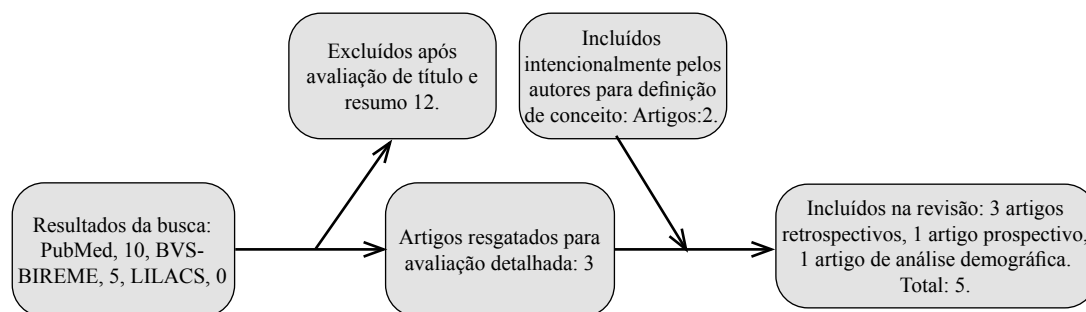 Excluídos após
avaliação de título e
resumo 12.
Incluídos
intencionalmente pelos
autores para definição
de conceito: Artigos:2.
Resultados da busca:
PubMed, 10, BVS-
BIREME, 5, LILACS, 0
Artigos resgatados para
avaliação detalhada: 3
Incluídos na revisão: 3 artigos
retrospectivos, 1 artigo prospectivo,
1 artigo de análise demográfica.
Total: 5.